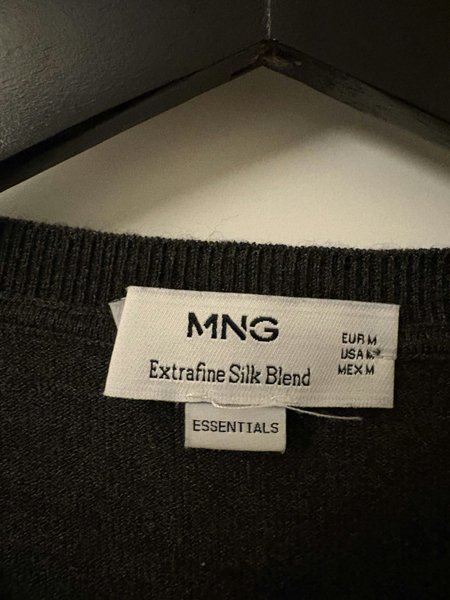 MNG
Extrafine Silk Blend
EUR M
USA M
MEX M
ESSENTIALS